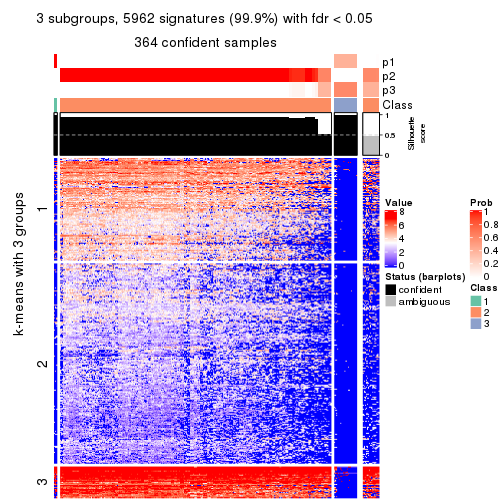 3 subgroups, 5962 signatures (99.9%) with fdr < 0.05
364 confident samples
p1
p2
p3
Class
1
0.5
0
Silhouette
score
k-means with 3 groups
1
2
3
Value
8
6
4
2
0
Status (barplots)
confident
ambiguous
Prob
1
0.8
0.6
0.4
0.2
0
Class
1
2
3